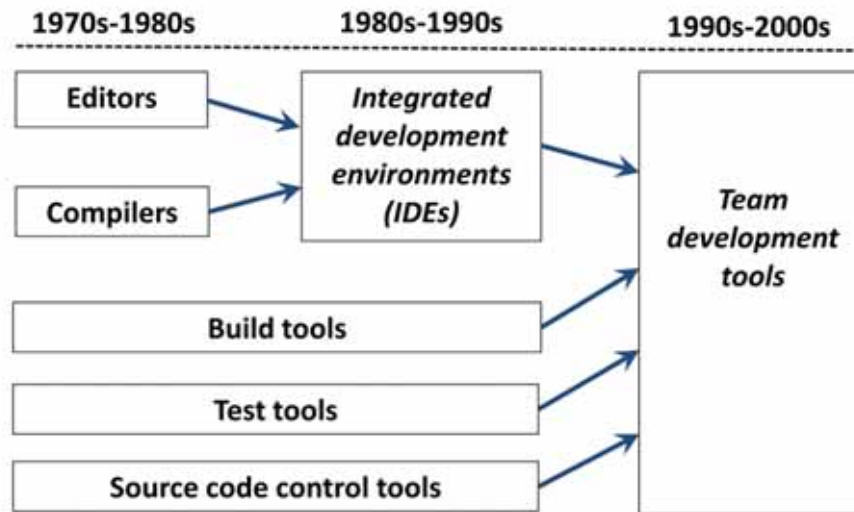 1970s-1980s
1980s-1990s
1990s-2000s
Editors
Compilers
Integrated
development
environments
(IDEs)
Team
development
tools
Build tools
Test tools
Source code control tools